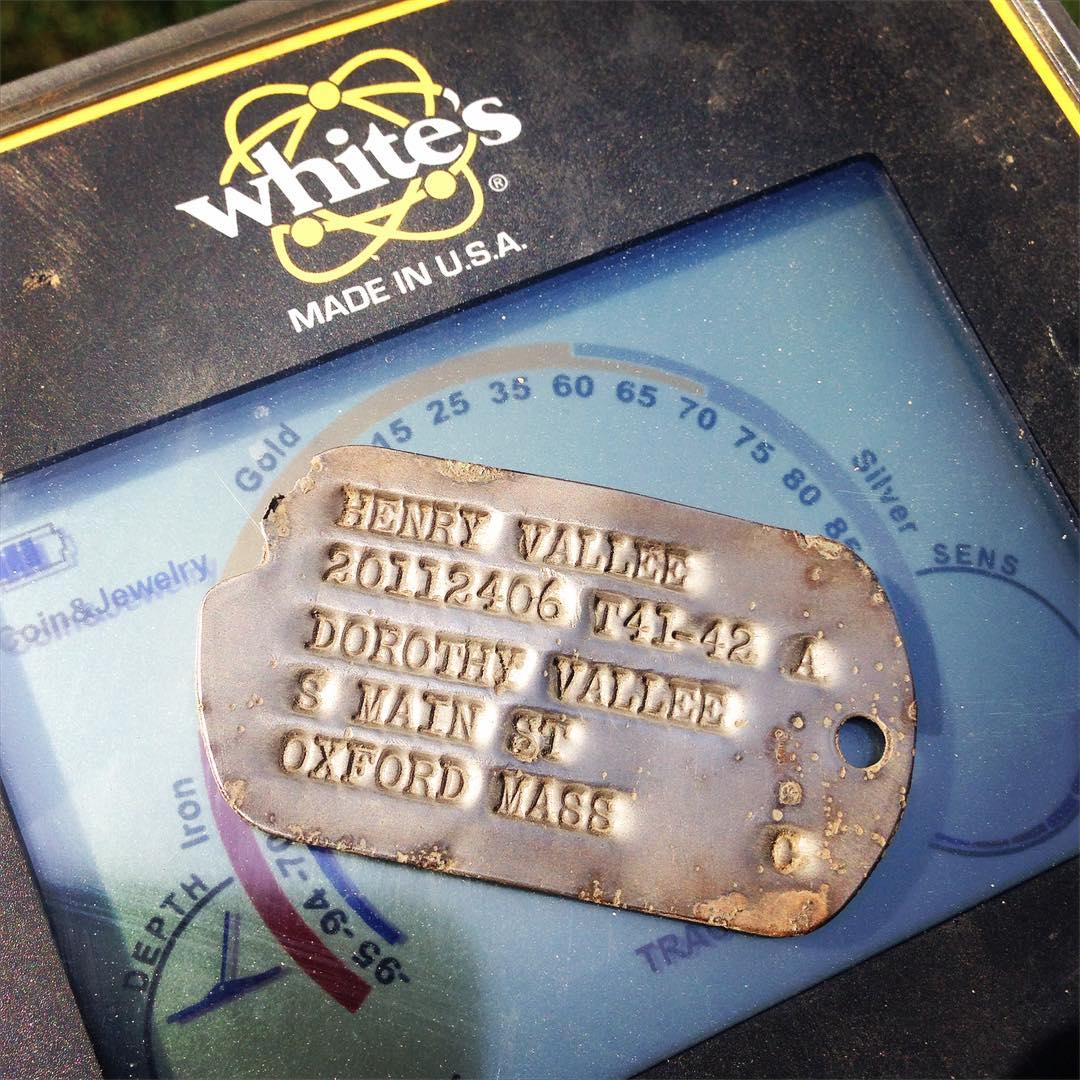 white's®
MADE IN U.S.A.
15 25 35 60 65 70 75 80 85
Gold
Silver
SENS
Coin&Jewelry
HENRY VALLEE
20112406 T41-42 A
DOROTHY VALLEE
S MAIN ST
OXFORD MASS
C
Iron
DEPTH
-95 -94